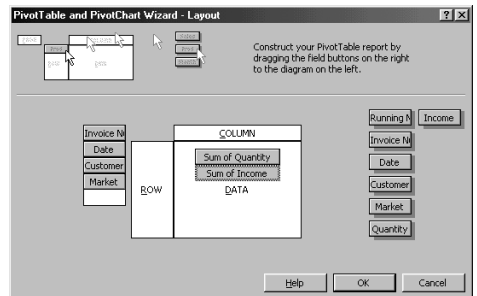 PivotTable and PivotChart Wizard - Layout
Construct your PivotTable report by
dragging the field buttons on the right
to the diagram on the left.
Invoice N
Date
Customer
Market
COLUMN
ROW
Sum of Quantity
Sum of Income
DATA
Running N
Income
Invoice N
Date
Customer
Market
Quantity
Help
OK
Cancel